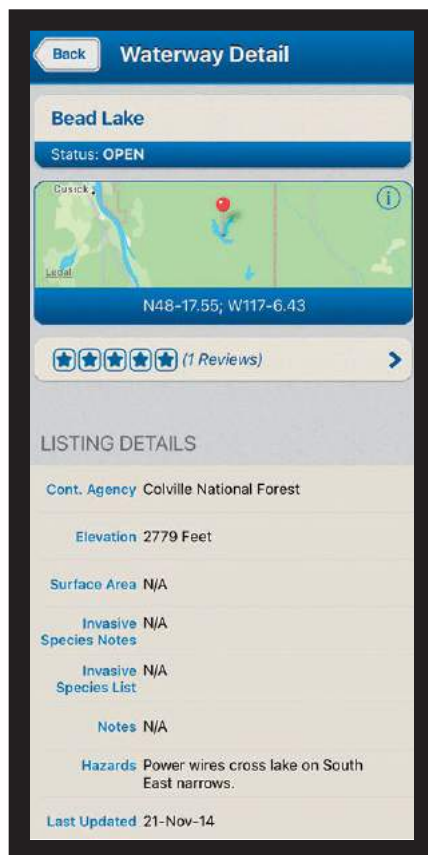 Back
Waterway Detail
Bead Lake
Status: OPEN
Cusick
Legal
N48-17.55; W117-6.43
(1 Reviews)
LISTING DETAILS
Cont. Agency Colville National Forest
Elevation 2779 Feet
Surface Area N/A
Invasive N/A
Species Notes
Invasive N/A
Species List
Notes N/A
Hazards Power wires cross lake on South
East narrows.
Last Updated 21-Nov-14